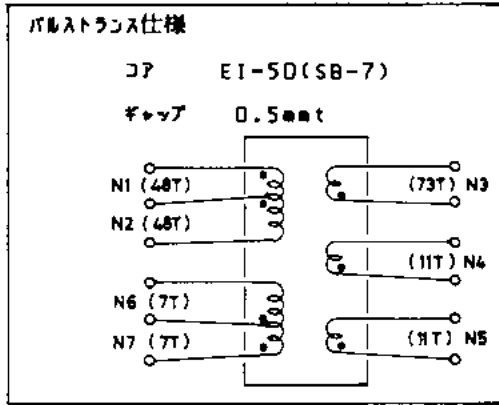 パルストランス仕様
コア EI-50(SB-7)
ギャップ 0.5mmt
N1 (48T)
N2 (48T)
N6 (7T)
N7 (7T)
(73T) N3
(11T) N4
(11T) N5